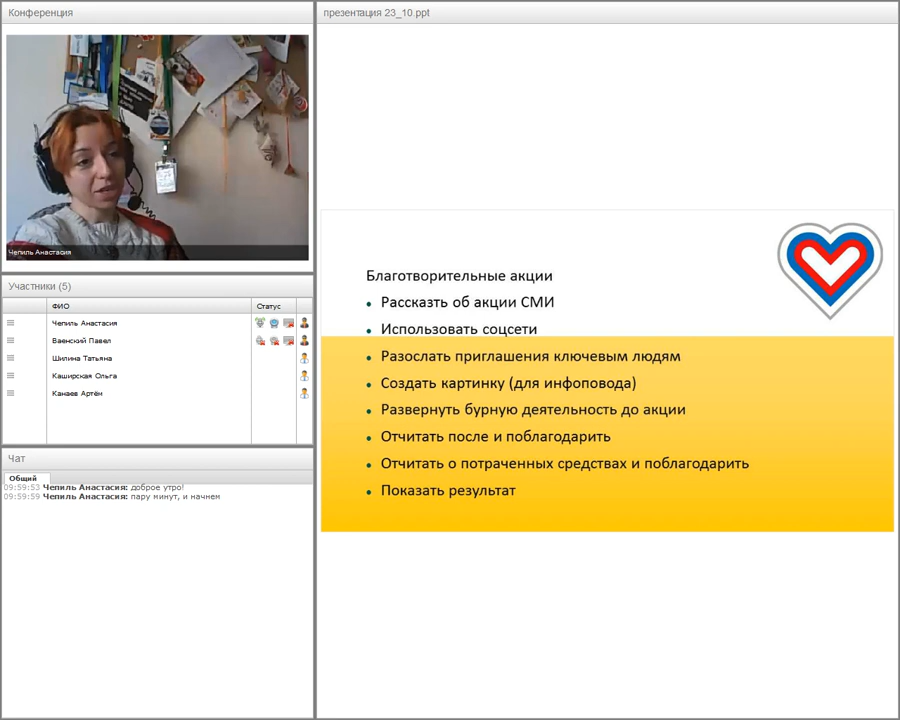 Конференция
Чепиль Анастасия
Участники (5)
ФИО Статус
Чепиль Анастасия
Ваенский Павел
Шилина Татьяна
Каширская Ольга
Канаев Артём
Чат
Общий
09:59:53 Чепиль Анастасия: доброе утро!
09:59:59 Чепиль Анастасия: пару минут, и начнем
презентация 23_10.ppt
Благотворительные акции
• Рассказть об акции СМИ
• Использовать соцсети
• Разослать приглашения ключевым людям
• Создать картинку (для инфоповода)
• Развернуть бурную деятельность до акции
• Отчитать после и поблагодарить
• Отчитать о потраченных средствах и поблагодарить
• Показать результат